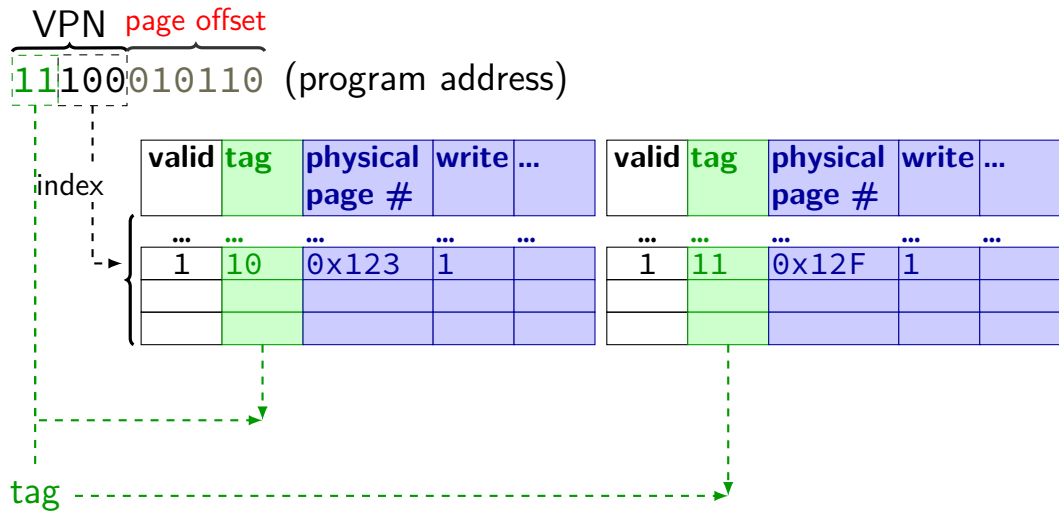 VPN page offset
11100010110 (program address)
valid tag physical page # write ... valid tag physical page # write ...
index
... ... ... ... ... ... ... ... ... ...
1 10 0x123 1 1 11 0x12F 1
tag